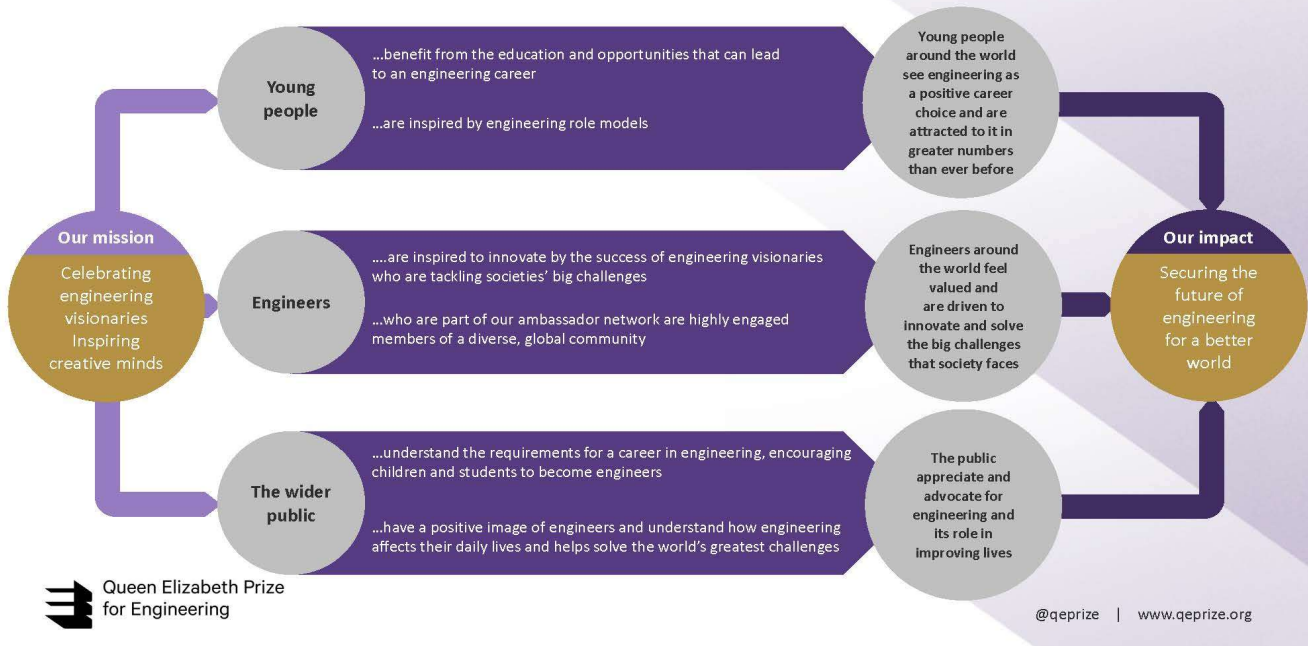 Our mission
Celebrating
engineering
visionaries
Inspiring
creative minds
Young
people
...benefit from the education and opportunities that can lead
to an engineering career
...are inspired by engineering role models
Young people
around the world
see engineering as
a positive career
choice and are
attracted to it in
greater numbers
than ever before
Engineers
....are inspired to innovate by the success of engineering visionaries
who are tackling societies' big challenges
...who are part of our ambassador network are highly engaged
members of a diverse, global community
Engineers around
the world feel
valued and
are driven to
innovate and solve
the big challenges
that society faces
The wider
public
...understand the requirements for a career in engineering, encouraging
children and students to become engineers
...have a positive image of engineers and understand how engineering
affects their daily lives and helps solve the world's greatest challenges
The public
appreciate and
advocate for
engineering and
its role in
improving lives
Our impact
Securing the
future of
engineering
for a better
world
Queen Elizabeth Prize
for Engineering
@qeprize | www.qeprize.org